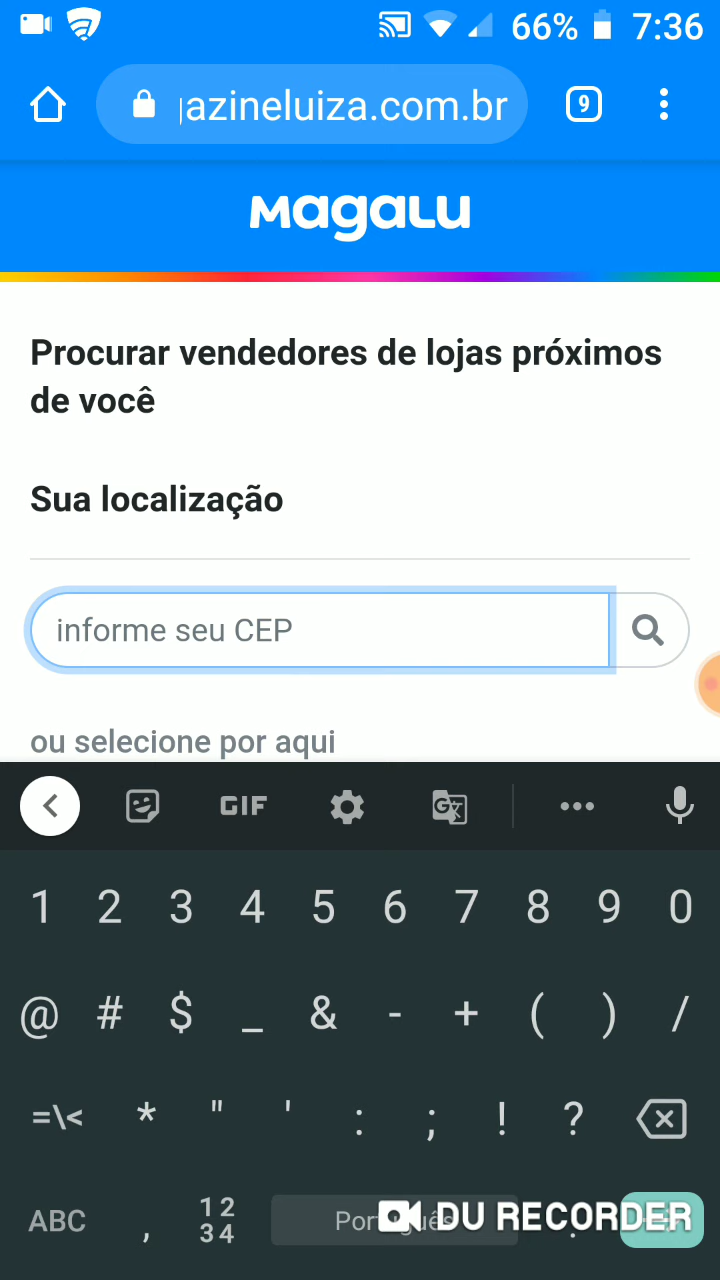 66% 7:36
azineluiza.com.br 9
Magalu
Procurar vendedores de lojas próximos
de você
Sua localização
informe seu CEP
ou selecione por aqui
GIF
1 2 3 4 5 6 7 8 9 0
@ # $ _ & - + ( ) /
=\< * " ' : ; ! ?
ABC , 12 34 .
DU RECORDER